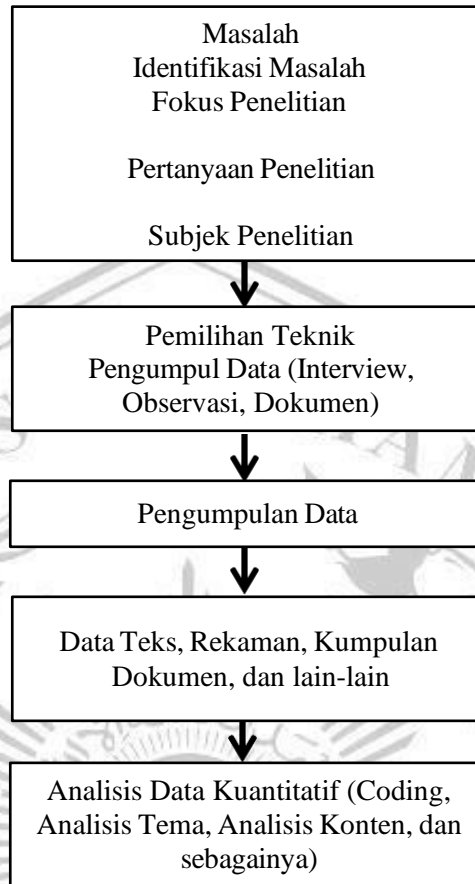 Masalah
Identifikasi Masalah
Fokus Penelitian
Pertanyaan Penelitian
Subjek Penelitian
Pemilihan Teknik
Pengumpul Data (Interview,
Observasi, Dokumen)
Pengumpulan Data
Data Teks, Rekaman, Kumpulan
Dokumen, dan lain-lain
Analisis Data Kuantitatif (Coding,
Analisis Tema, Analisis Konten, dan
sebagainya)